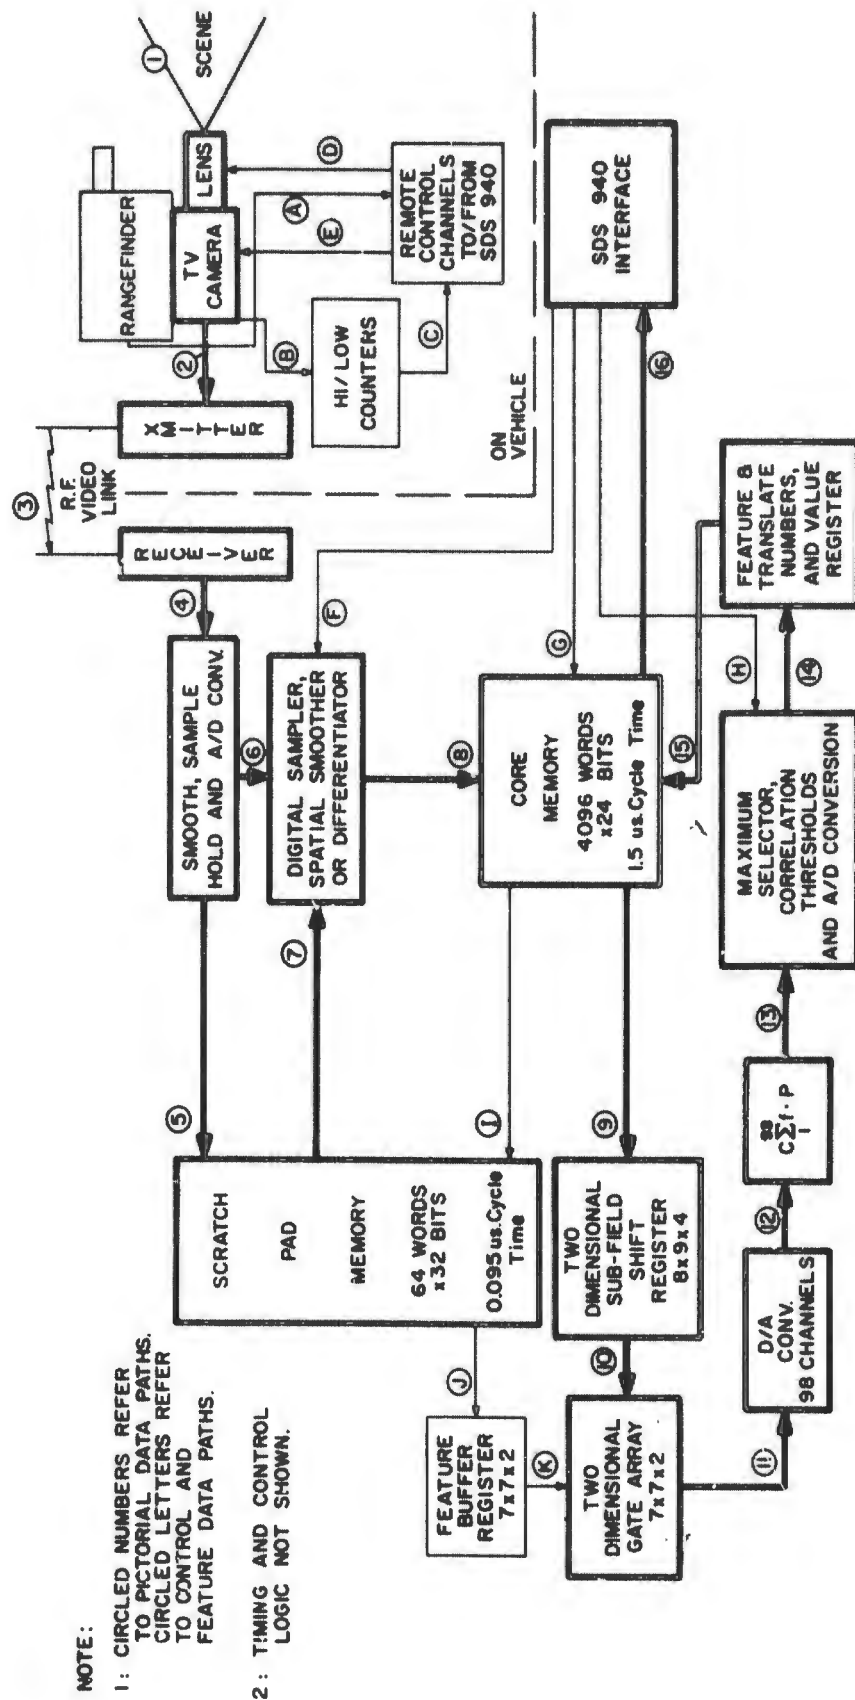 SCENE
①
LENS
TV
CAMERA
RANGEFINDER
②
XMITTER
③
R.F.
VIDEO
LINK
RECEIVER
Ⓐ
Ⓑ
HI/LOW
COUNTERS
Ⓒ
REMOTE
CONTROL
CHANNELS
TO/FROM
SDS 940
Ⓓ
Ⓔ
ON
VEHICLE
④
SMOOTH, SAMPLE
HOLD AND A/D CONV.
⑤
⑥
DIGITAL SAMPLER,
SPATIAL SMOOTHER
OR DIFFERENTIATOR
⑦
SCRATCH
PAD
MEMORY
64 WORDS
x32 BITS
0.095 us.Cycle
Time
Ⓕ
Ⓖ
SDS 940
INTERFACE
⑧
CORE
MEMORY
4096 WORDS
x24 BITS
1.5 us.Cycle Time
⑯
Ⓘ
⑨
TWO
DIMENSIONAL
SUB-FIELD
SHIFT
REGISTER
8x9x4
⑩
Ⓙ
FEATURE
BUFFER
REGISTER
7x7x2
Ⓚ
TWO
DIMENSIONAL
GATE ARRAY
7x7x2
⑪
D/A
CONV.
98 CHANNELS
⑫
98
CΣf·P
1
⑬
MAXIMUM
SELECTOR,
CORRELATION
THRESHOLDS
AND A/D CONVERSION
Ⓗ
⑭
FEATURE &
TRANSLATE
NUMBERS,
AND VALUE
REGISTER
⑮
NOTE:
1: CIRCLED NUMBERS REFER
TO PICTORIAL DATA PATHS.
CIRCLED LETTERS REFER
TO CONTROL AND
FEATURE DATA PATHS.
2: TIMING AND CONTROL
LOGIC NOT SHOWN.